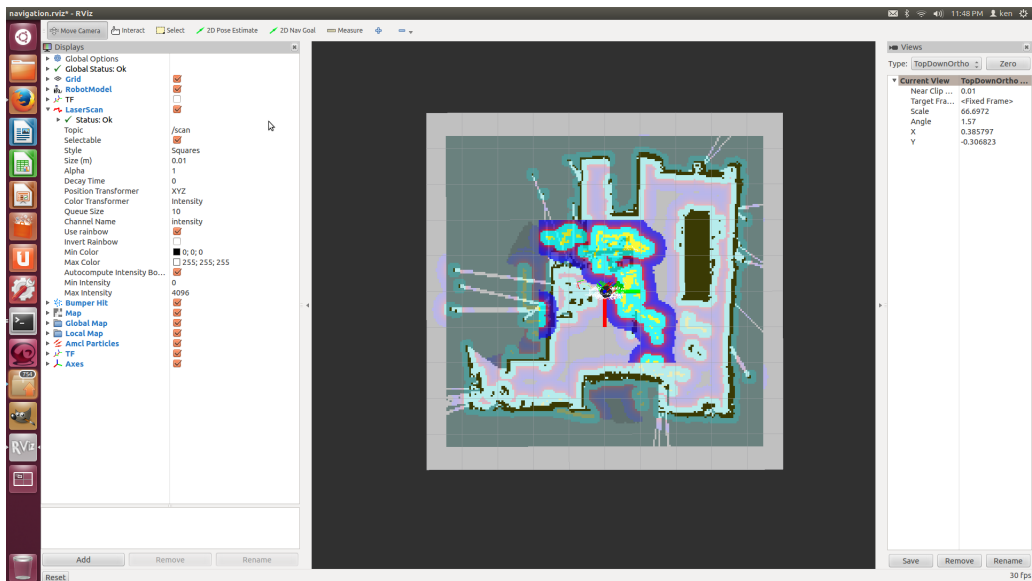 navigation.rviz* - RViz
11:48 PM ken
Move Camera Interact Select 2D Pose Estimate 2D Nav Goal Measure
Displays
Global Options
Global Status: Ok
Grid
RobotModel
TF
LaserScan
Status: Ok
Topic /scan
Selectable
Style Squares
Size (m) 0.01
Alpha 1
Decay Time 0
Position Transformer XYZ
Color Transformer Intensity
Queue Size 10
Channel Name intensity
Use rainbow
Invert Rainbow
Min Color 0; 0; 0
Max Color 255; 255; 255
Autocompute Intensity Bo...
Min Intensity 0
Max Intensity 4096
Bumper Hit
Map
Global Map
Local Map
Amcl Particles
TF
Axes
Add Remove Rename
Reset
Views
Type: TopDownOrtho Zero
Current View TopDownOrtho ...
Near Clip ... 0.01
Target Fra... <Fixed Frame>
Scale 66.6972
Angle 1.57
X 0.385797
Y -0.306823
Save Remove Rename
30 fps
754
RViz